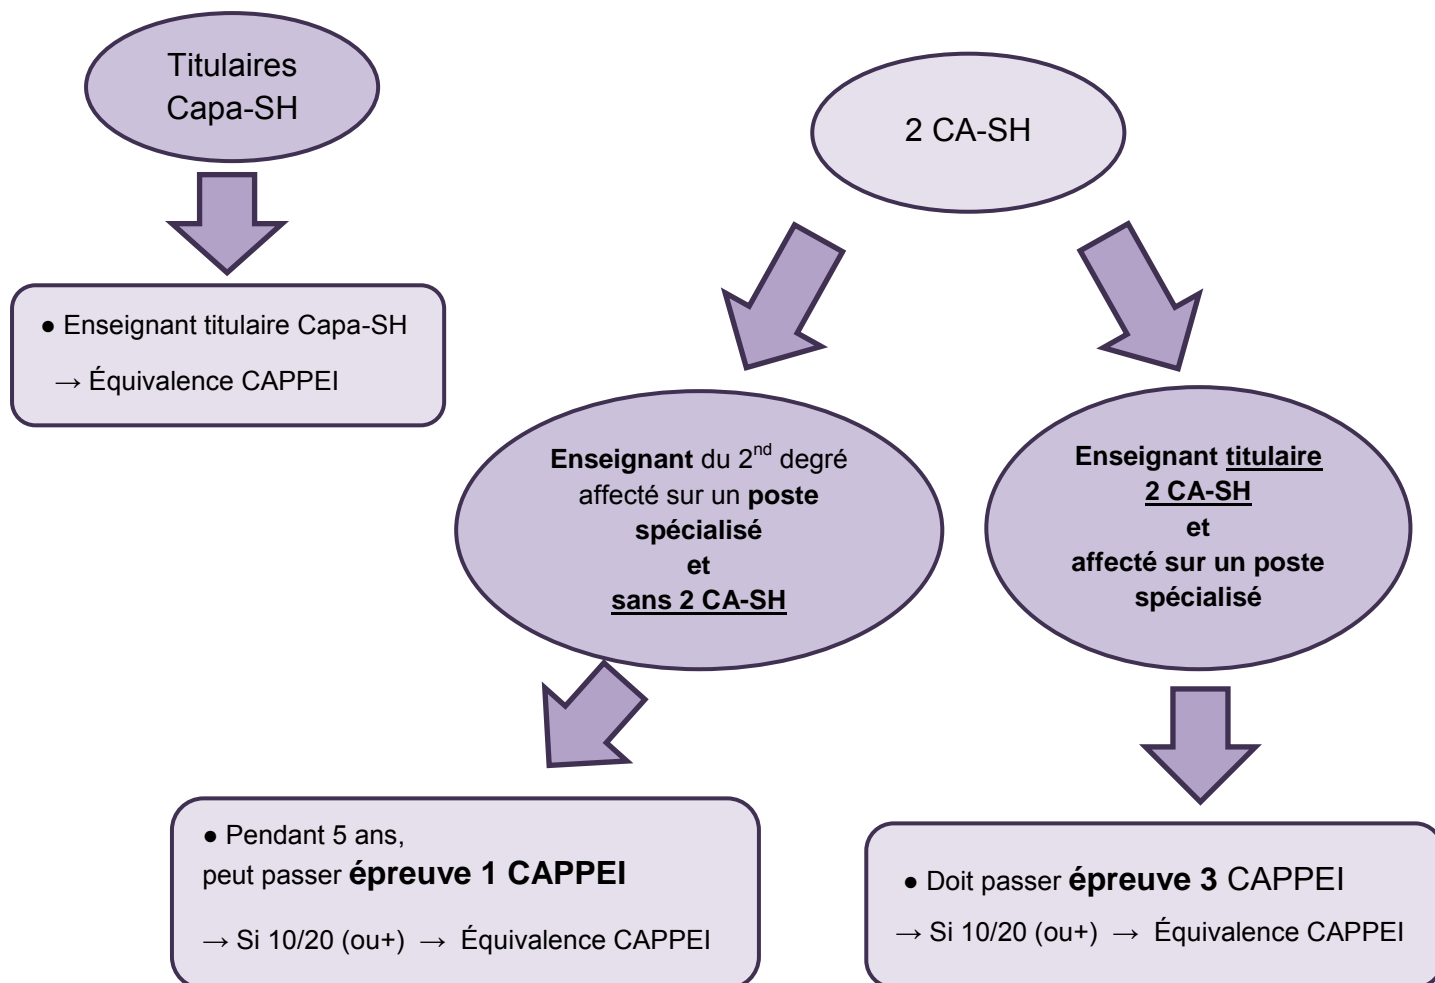 Titulaires
Capa-SH
2 CA-SH
● Enseignant titulaire Capa-SH
→ Équivalence CAPPEI
Enseignant du 2nd degré
affecté sur un poste
spécialisé
et
sans 2 CA-SH
Enseignant titulaire
2 CA-SH
et
affecté sur un poste
spécialisé
● Pendant 5 ans,
peut passer épreuve 1 CAPPEI
→ Si 10/20 (ou+) → Équivalence CAPPEI
● Doit passer épreuve 3 CAPPEI
→ Si 10/20 (ou+) → Équivalence CAPPEI